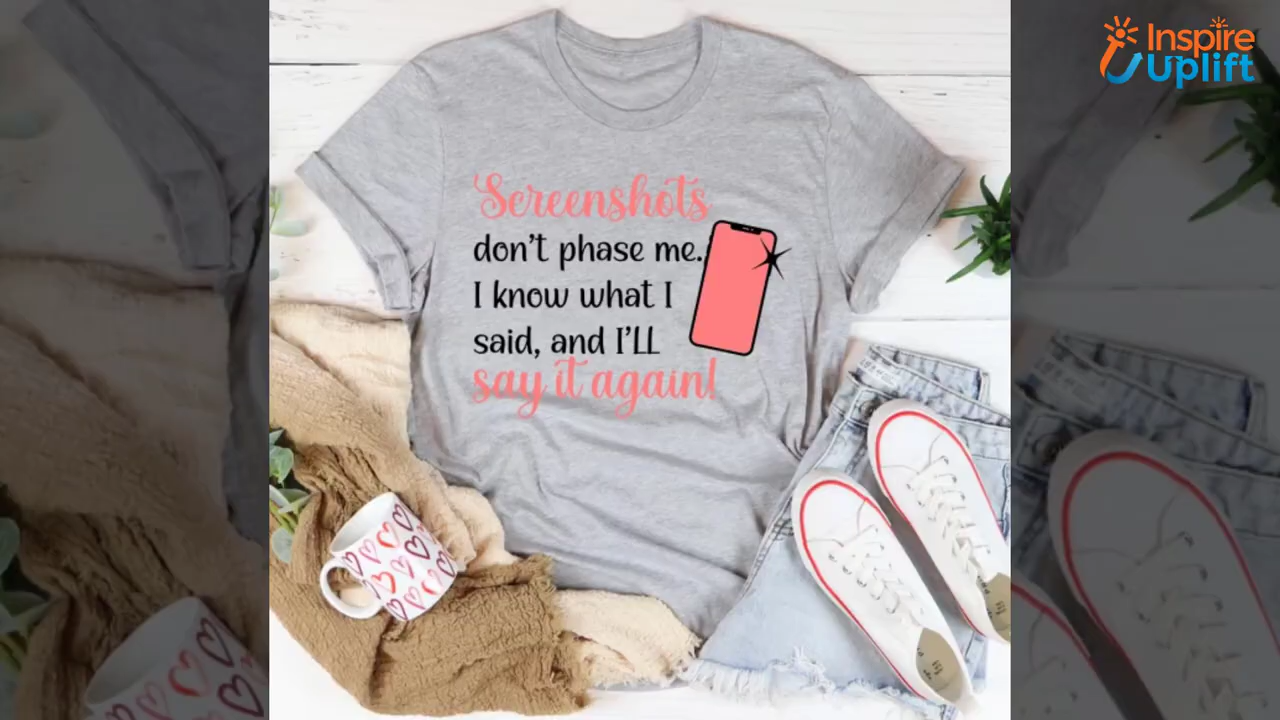 Inspire
Uplift
Screenshots
don't phase me.
I know what I
said, and I'LL
say it again!